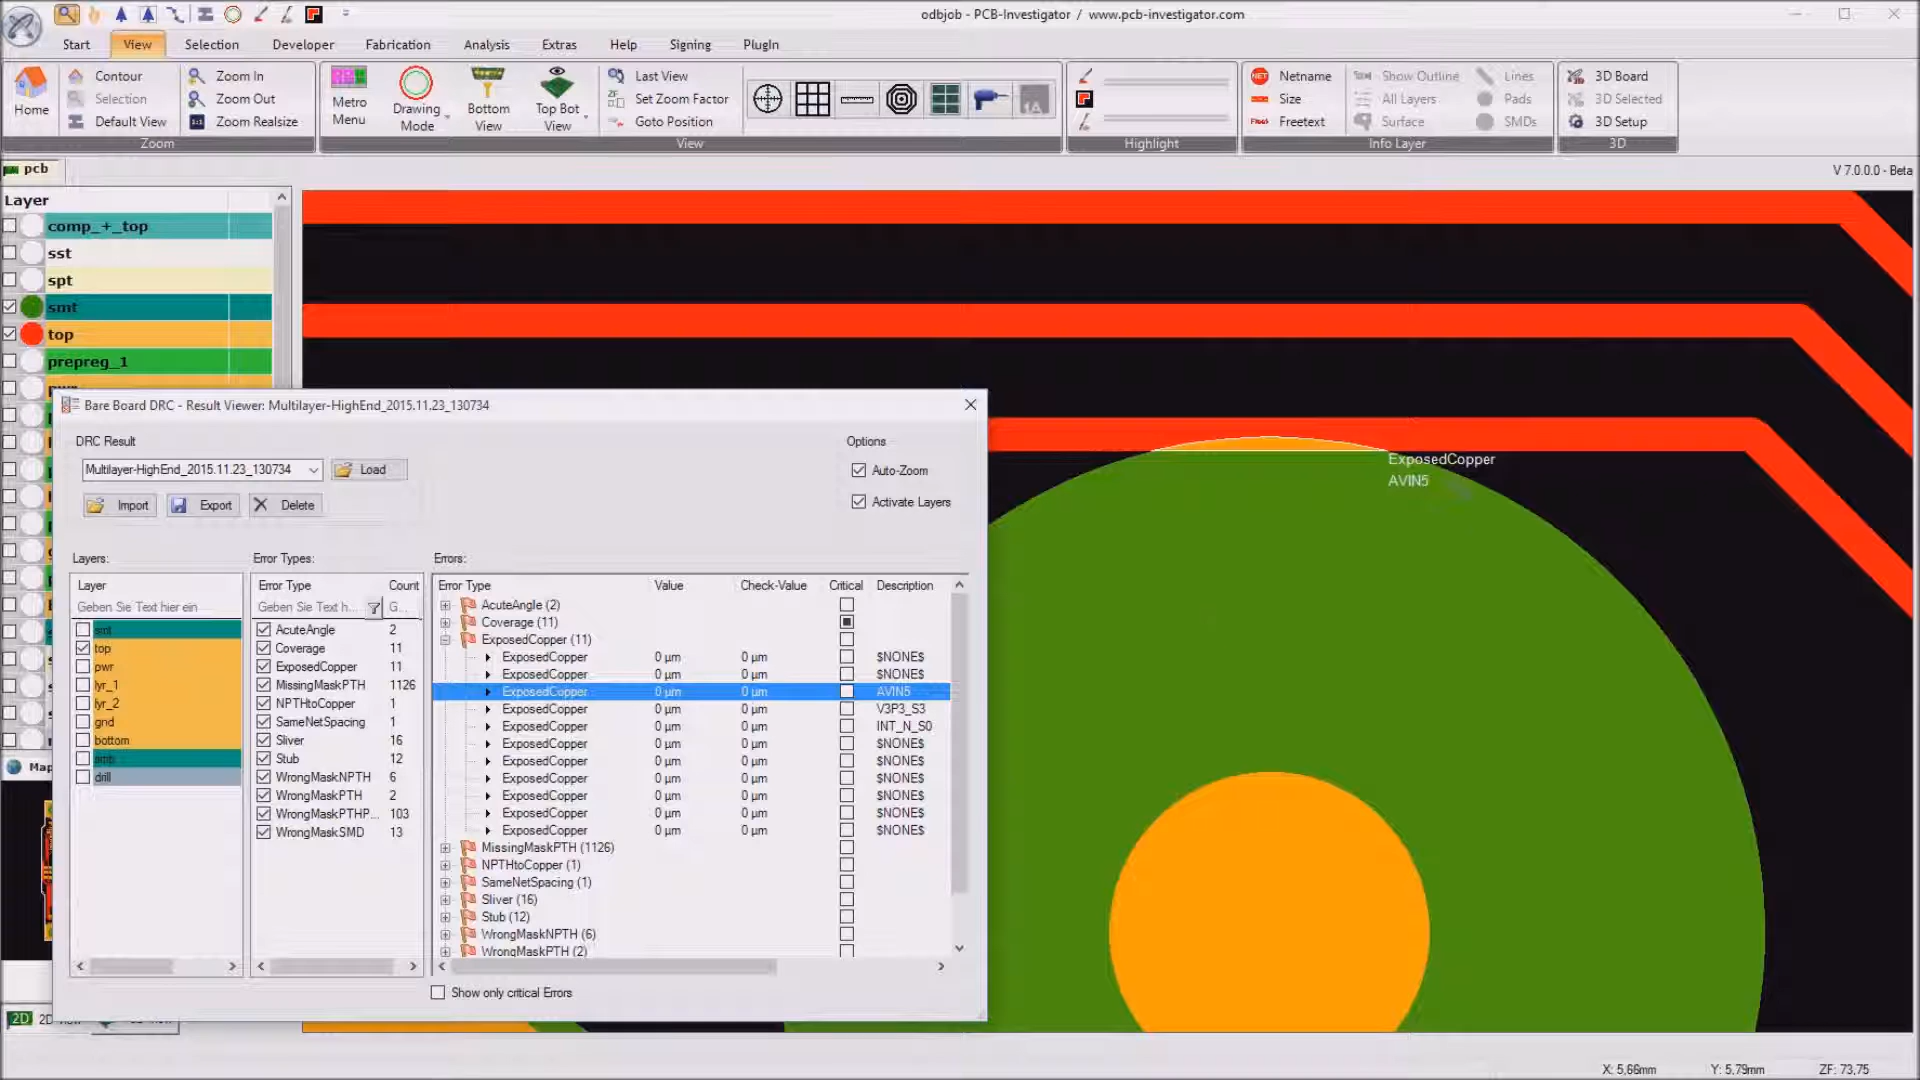 odbjob - PCB-Investigator / www.pcb-investigator.com
Start View Selection Developer Fabrication Analysis Extras Help Signing PlugIn
Home
Contour
Selection
Default View
Zoom In
Zoom Out
Zoom Realsize
Zoom
Metro Menu
Drawing Mode
Bottom View
Top Bot View
Last View
Set Zoom Factor
Goto Position
View
Highlight
Netname
Size
Freetext
Show Outline
All Layers
Surface
Lines
Pads
SMDs
Info Layer
3D Board
3D Selected
3D Setup
3D
pcb
V 7.0.0.0 - Beta
Layer
comp_+_top
sst
spt
smt
top
prepreg_1
Bare Board DRC - Result Viewer: Multilayer-HighEnd_2015.11.23_130734
DRC Result
Multilayer-HighEnd_2015.11.23_130734
Load
Import
Export
Delete
Options
Auto-Zoom
Activate Layers
Layers:
Layer
Geben Sie Text hier ein
smt
top
pwr
lyr_1
lyr_2
gnd
bottom
smb
drill
Error Types:
Error Type Count
Geben Sie Text h... G...
AcuteAngle 2
Coverage 11
ExposedCopper 11
MissingMaskPTH 1126
NPTHtoCopper 1
SameNetSpacing 1
Sliver 16
Stub 12
WrongMaskNPTH 6
WrongMaskPTH 2
WrongMaskPTHP... 103
WrongMaskSMD 13
Errors:
Error Type Value Check-Value Critical Description
AcuteAngle (2)
Coverage (11)
ExposedCopper (11)
ExposedCopper 0 µm 0 µm $NONE$
ExposedCopper 0 µm 0 µm $NONE$
ExposedCopper 0 µm 0 µm AVIN5
ExposedCopper 0 µm 0 µm V3P3_S3
ExposedCopper 0 µm 0 µm INT_N_S0
ExposedCopper 0 µm 0 µm $NONE$
ExposedCopper 0 µm 0 µm $NONE$
ExposedCopper 0 µm 0 µm $NONE$
ExposedCopper 0 µm 0 µm $NONE$
ExposedCopper 0 µm 0 µm $NONE$
ExposedCopper 0 µm 0 µm $NONE$
MissingMaskPTH (1126)
NPTHtoCopper (1)
SameNetSpacing (1)
Sliver (16)
Stub (12)
WrongMaskNPTH (6)
WrongMaskPTH (2)
Show only critical Errors
ExposedCopper
AVIN5
Map
2D
X: 5,66mm Y: 5,79mm ZF: 73,75